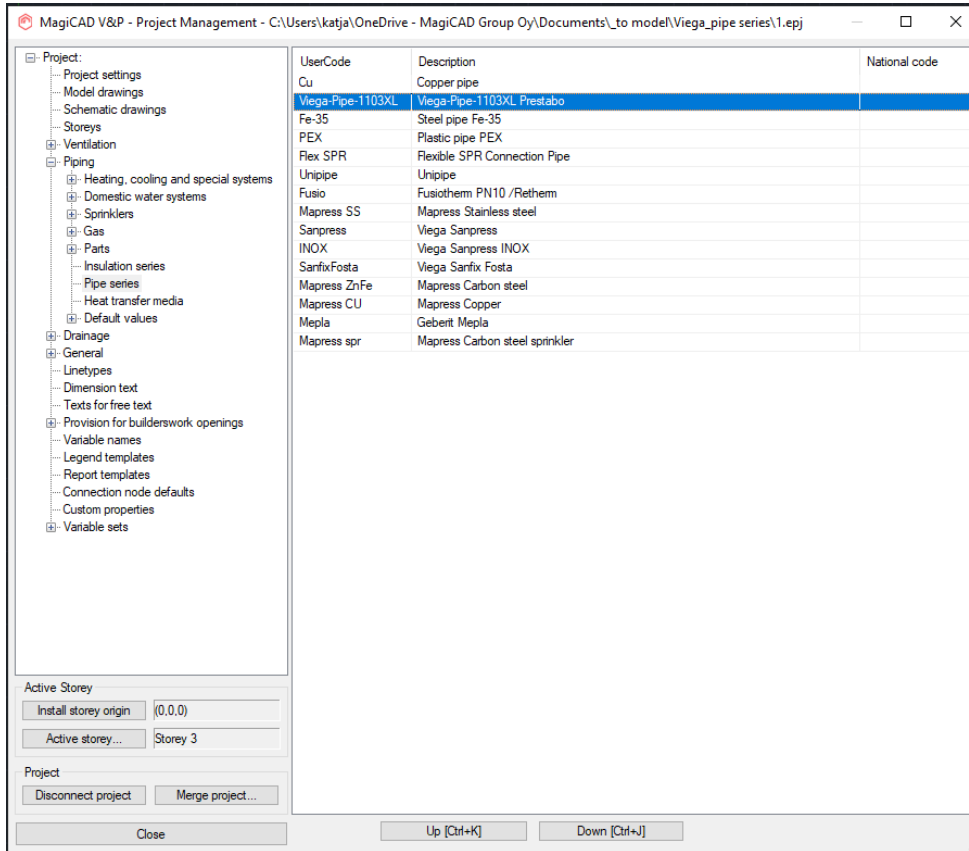 MagiCAD V&P - Project Management - C:\Users\katja\OneDrive - MagiCAD Group Oy\Documents\_to model\Viega_pipe series\1.epj
Project:
Project settings
Model drawings
Schematic drawings
Storeys
Ventilation
Piping
Heating, cooling and special systems
Domestic water systems
Sprinklers
Gas
Parts
Insulation series
Pipe series
Heat transfer media
Default values
Drainage
General
Linetypes
Dimension text
Texts for free text
Provision for builderswork openings
Variable names
Legend templates
Report templates
Connection node defaults
Custom properties
Variable sets
UserCode Description National code
Cu Copper pipe
Viega-Pipe-1103XL Viega-Pipe-1103XL Prestabo
Fe-35 Steel pipe Fe-35
PEX Plastic pipe PEX
Flex SPR Flexible SPR Connection Pipe
Unipipe Unipipe
Fusio Fusiotherm PN10 /Retherm
Mapress SS Mapress Stainless steel
Sanpress Viega Sanpress
INOX Viega Sanpress INOX
SanfixFosta Viega Sanfix Fosta
Mapress ZnFe Mapress Carbon steel
Mapress CU Mapress Copper
Mepla Geberit Mepla
Mapress spr Mapress Carbon steel sprinkler
Active Storey
Install storey origin (0,0,0)
Active storey... Storey 3
Project
Disconnect project Merge project...
Close Up [Ctrl+K] Down [Ctrl+J]